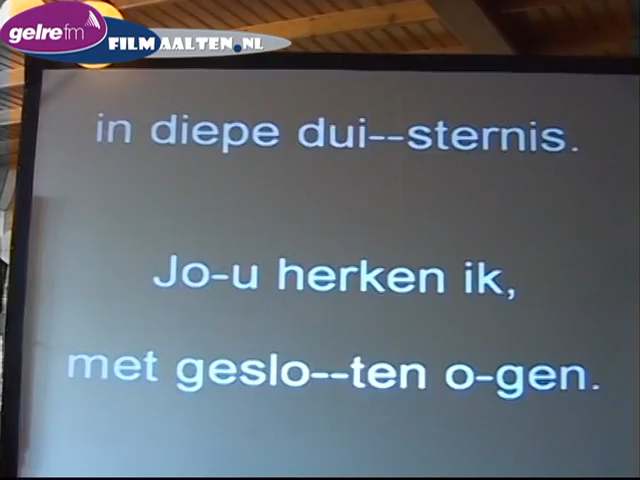 gelre fm
FILMAALTEN.NL
in diepe dui--sternis.
Jo-u herken ik,
met geslo--ten o-gen.